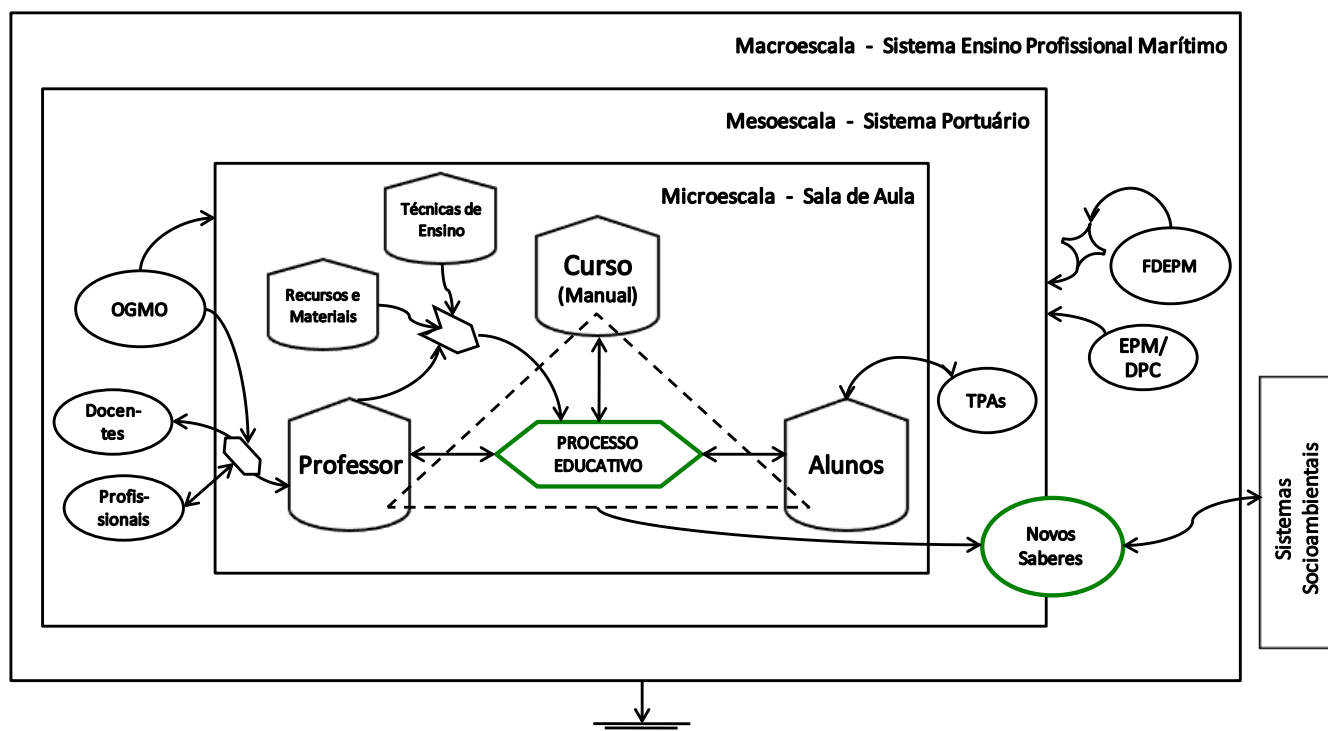 Macroescala - Sistema Ensino Profissional Marítimo
Mesoescala - Sistema Portuário
Microescala - Sala de Aula
Técnicas de
Ensino
Recursos e
Materiais
Curso
(Manual)
OGMO
FDEPM
EPM/
DPC
TPAs
Docen-
tes
Profis-
sionais
Professor
PROCESSO
EDUCATIVO
Alunos
Novos
Saberes
Sistemas
Socioambientais